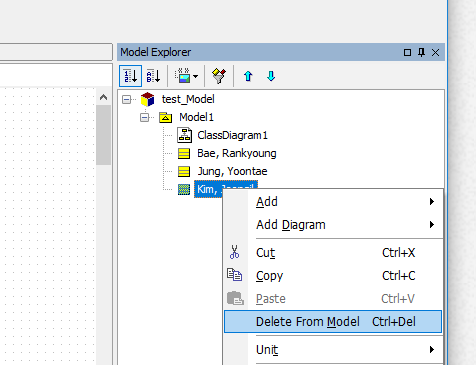 Model Explorer
test_Model
Model1
ClassDiagram1
Bae, Rankyoung
Jung, Yoontae
Kim,
Add
Add Diagram
Cut Ctrl+X
Copy Ctrl+C
Paste Ctrl+V
Delete From Model Ctrl+Del
Unit